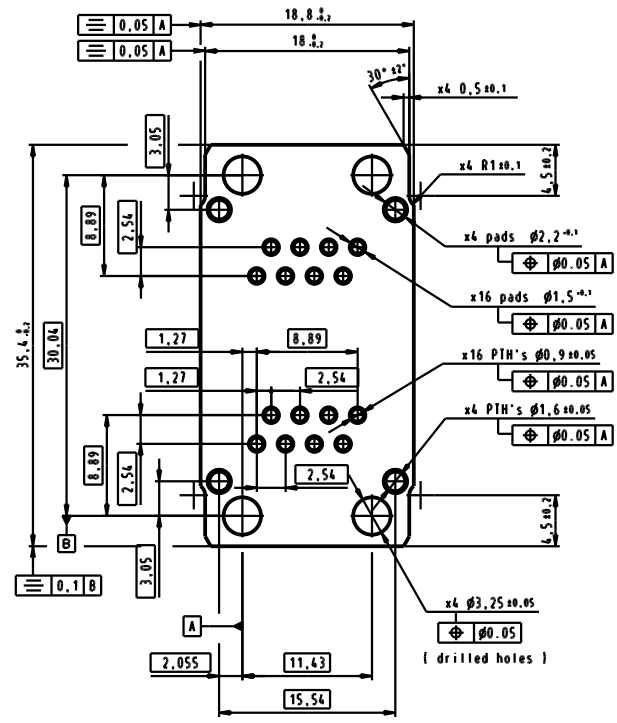 18,8 0 -0.2
⌯ 0,05 A
18 0 -0.2
⌯ 0,05 A
30° ±2°
x4 0,5±0.1
3,05
4,5±0.2
x4 R1±0.1
8,89
2,54
x4 pads Ø2,2 -0.1
⌖ Ø0.05 A
x16 pads Ø1,5 -0.1
⌖ Ø0.05 A
35,4 0 -0.2
30,04
1,27
8,89
x16 PTH's Ø0,9±0.05
⌖ Ø0.05 A
1,27
2,54
x4 PTH's Ø1,6±0.05
⌖ Ø0.05 A
8,89
2,54
2,54
4,5±0.2
B
3,05
⌯ 0,1 B
x4 Ø3,25±0.05
⌖ Ø0.05
( drilled holes )
A
2,055
11,43
15,54